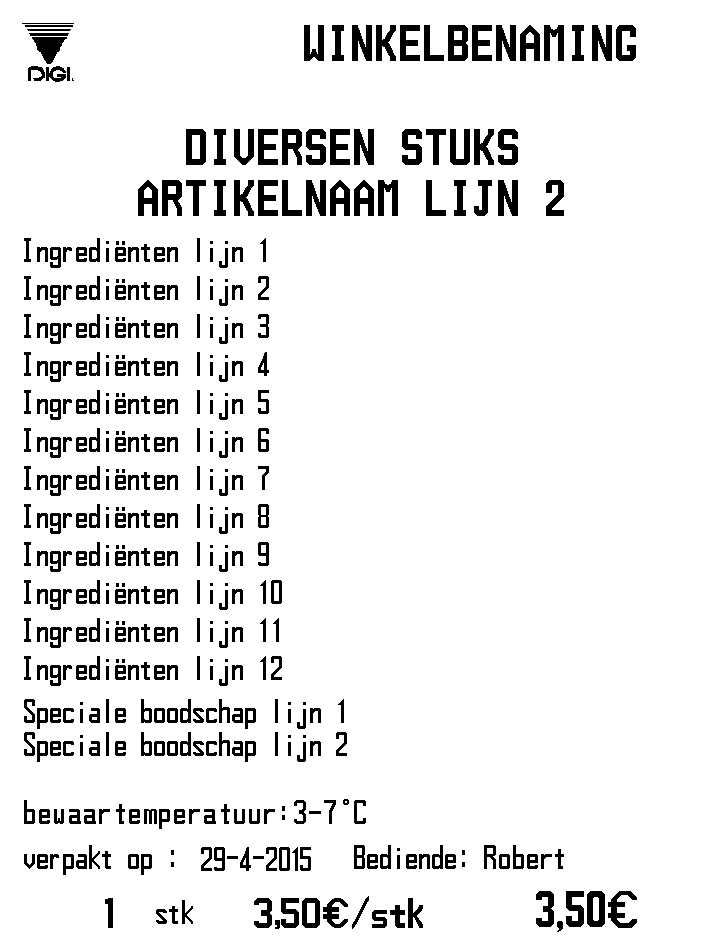 DIGI.
WINKELBENAMING
DIVERSEN STUKS
ARTIKELNAAM LIJN 2
Ingrediënten lijn 1
Ingrediënten lijn 2
Ingrediënten lijn 3
Ingrediënten lijn 4
Ingrediënten lijn 5
Ingrediënten lijn 6
Ingrediënten lijn 7
Ingrediënten lijn 8
Ingrediënten lijn 9
Ingrediënten lijn 10
Ingrediënten lijn 11
Ingrediënten lijn 12
Speciale boodschap lijn 1
Speciale boodschap lijn 2
bewaartemperatuur:3-7°C
verpakt op : 29-4-2015 Bediende: Robert
1 stk 3,50€/stk 3,50€